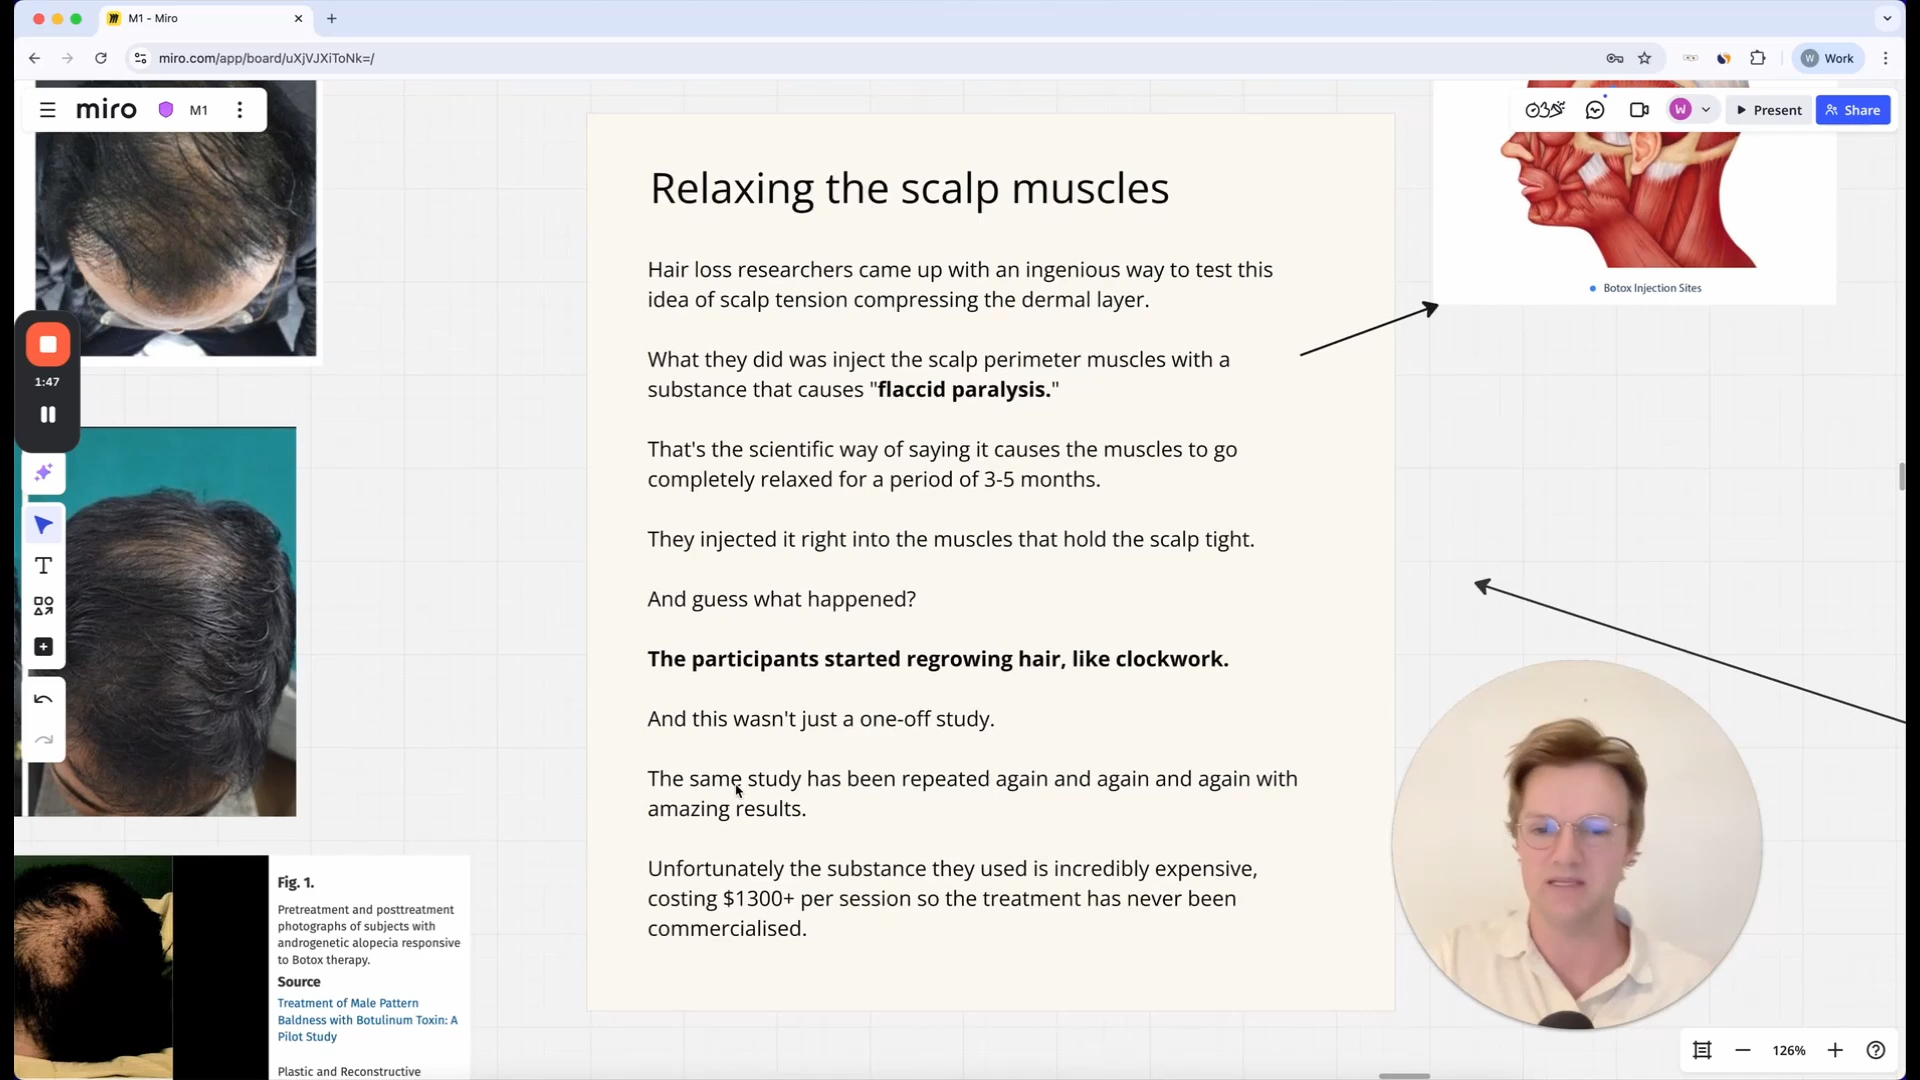 M1 - Miro
miro.com/app/board/uXjVJXiToNk=/
Work
miro
M1
W
Present
Share
1:47
Botox Injection Sites
Relaxing the scalp muscles
Hair loss researchers came up with an ingenious way to test this
idea of scalp tension compressing the dermal layer.
What they did was inject the scalp perimeter muscles with a
substance that causes "flaccid paralysis."
That's the scientific way of saying it causes the muscles to go
completely relaxed for a period of 3-5 months.
They injected it right into the muscles that hold the scalp tight.
And guess what happened?
The participants started regrowing hair, like clockwork.
And this wasn't just a one-off study.
The same study has been repeated again and again and again with
amazing results.
Unfortunately the substance they used is incredibly expensive,
costing $1300+ per session so the treatment has never been
commercialised.
Fig. 1.
Pretreatment and posttreatment
photographs of subjects with
androgenetic alopecia responsive
to Botox therapy.
Source
Treatment of Male Pattern
Baldness with Botulinum Toxin: A
Pilot Study
Plastic and Reconstructive
126%